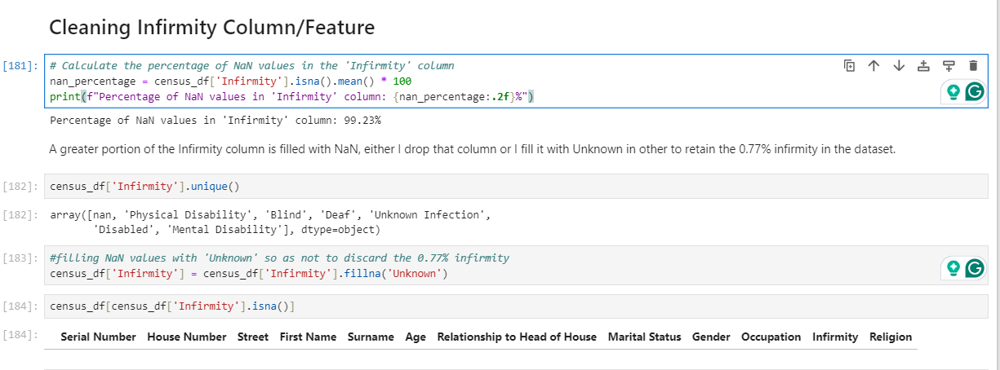 Cleaning Infirmity Column/Feature
[181]: # Calculate the percentage of NaN values in the 'Infirmity' column
nan_percentage = census_df['Infirmity'].isna().mean() * 100
print(f"Percentage of NaN values in 'Infirmity' column: {nan_percentage:.2f}%")
Percentage of NaN values in 'Infirmity' column: 99.23%
A greater portion of the Infirmity column is filled with NaN, either I drop that column or I fill it with Unknown in other to retain the 0.77% infirmity in the dataset.
[182]: census_df['Infirmity'].unique()
[182]: array([nan, 'Physical Disability', 'Blind', 'Deaf', 'Unknown Infection',
'Disabled', 'Mental Disability'], dtype=object)
[183]: #filling NaN values with 'Unknown' so as not to discard the 0.77% infirmity
census_df['Infirmity'] = census_df['Infirmity'].fillna('Unknown')
[184]: census_df[census_df['Infirmity'].isna()]
[184]: Serial Number House Number Street First Name Surname Age Relationship to Head of House Marital Status Gender Occupation Infirmity Religion